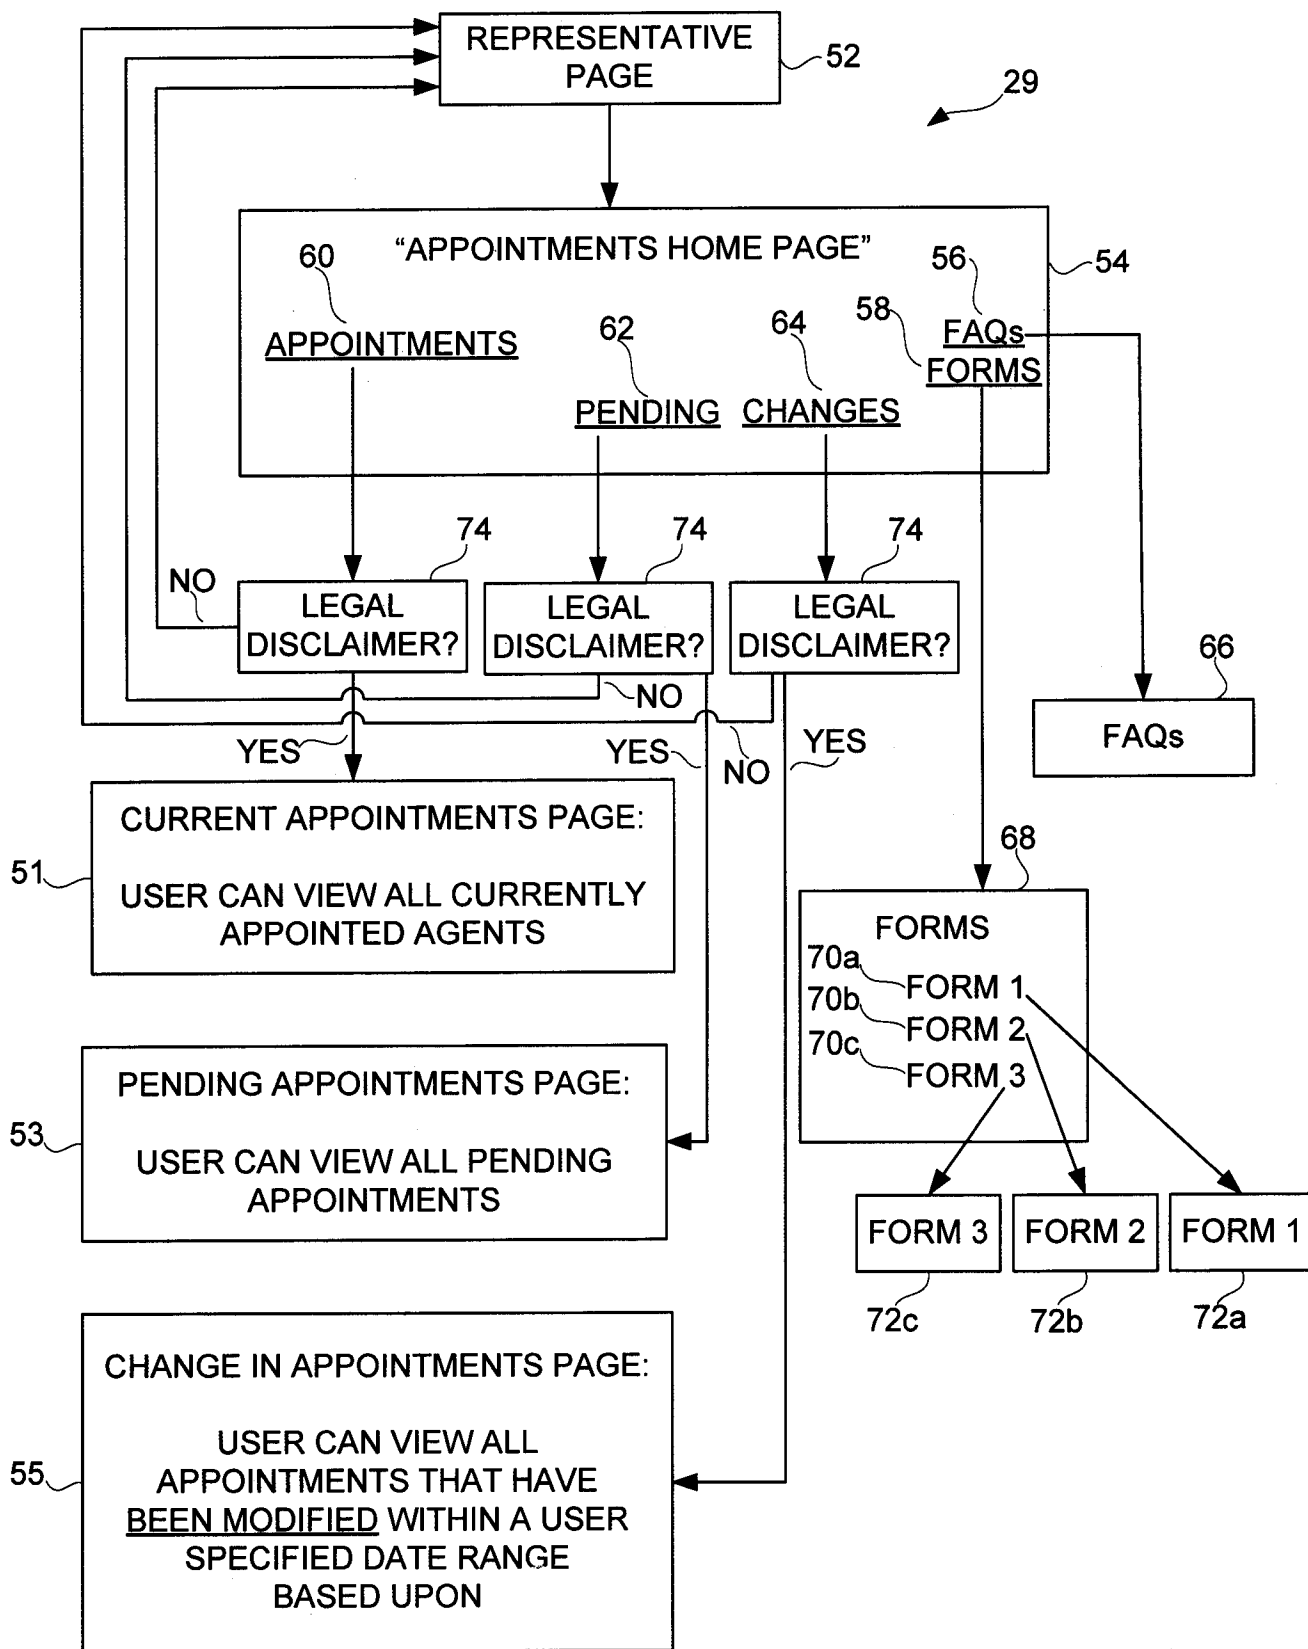 REPRESENTATIVE
PAGE
52
29
“APPOINTMENTS HOME PAGE”
60
56
54
58
62
64
FAQs
APPOINTMENTS
FORMS
PENDING
CHANGES
74
74
74
NO
LEGAL
DISCLAIMER?
LEGAL
DISCLAIMER?
LEGAL
DISCLAIMER?
66
NO
YES
YES
NO
YES
FAQs
CURRENT APPOINTMENTS PAGE:
51
USER CAN VIEW ALL CURRENTLY
APPOINTED AGENTS
68
FORMS
70a
FORM 1
70b
FORM 2
70c
FORM 3
PENDING APPOINTMENTS PAGE:
53
USER CAN VIEW ALL PENDING
APPOINTMENTS
FORM 3
FORM 2
FORM 1
72c
72b
72a
CHANGE IN APPOINTMENTS PAGE:
55
USER CAN VIEW ALL
APPOINTMENTS THAT HAVE
BEEN MODIFIED WITHIN A USER
SPECIFIED DATE RANGE
BASED UPON